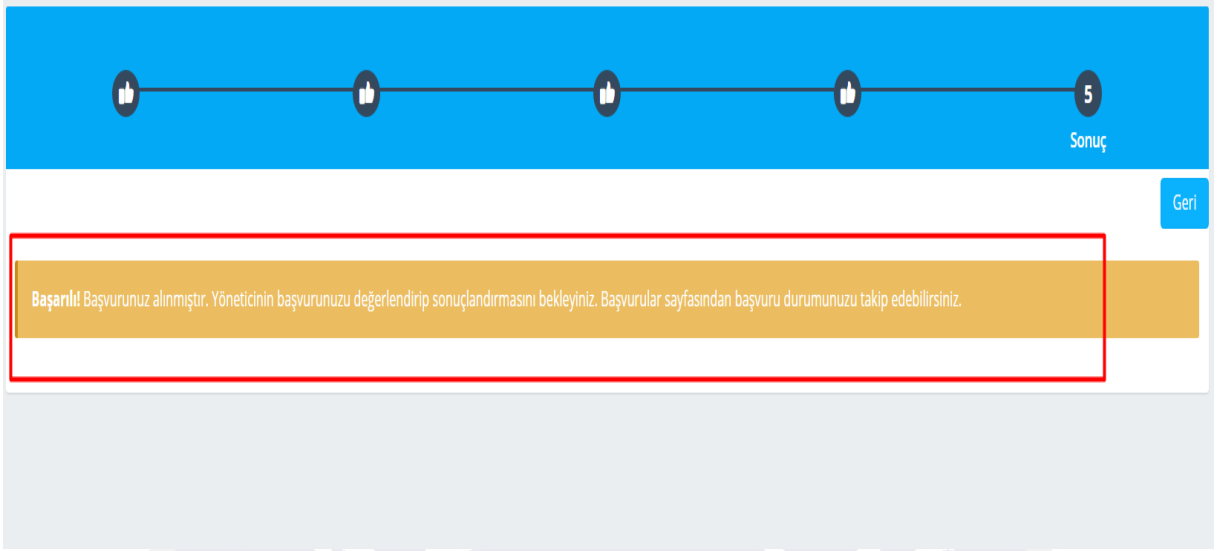 5
Sonuç
Geri
Başarılı! Başvurunuz alınmıştır. Yöneticinin başvurunuzu değerlendirip sonuçlandırmasını bekleyiniz. Başvurular sayfasından başvuru durumunuzu takip edebilirsiniz.